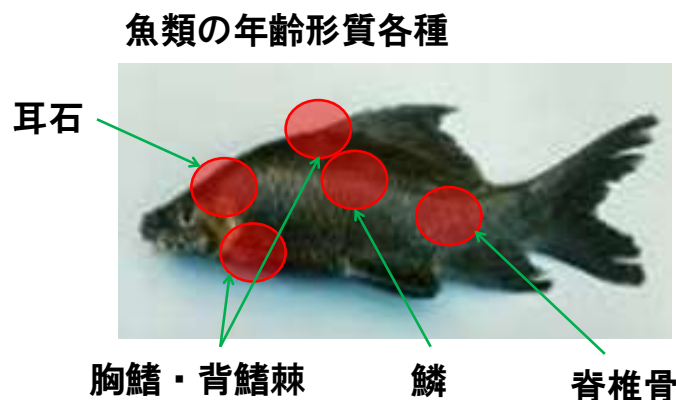 魚類の年齢形質各種
耳石
胸鰭・背鰭棘
鱗
脊椎骨